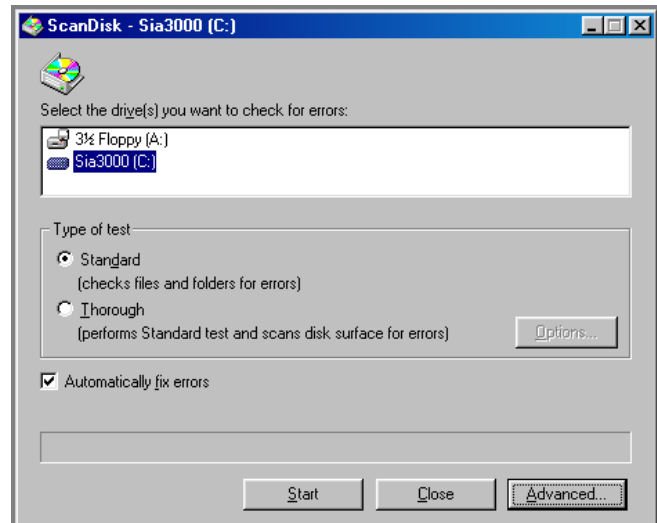 ScanDisk - Sia3000 (C:)
Select the drive(s) you want to check for errors:
3½ Floppy (A:)
Sia3000 (C:)
Type of test
Standard
(checks files and folders for errors)
Thorough
(performs Standard test and scans disk surface for errors)
Options...
Automatically fix errors
Start Close Advanced...